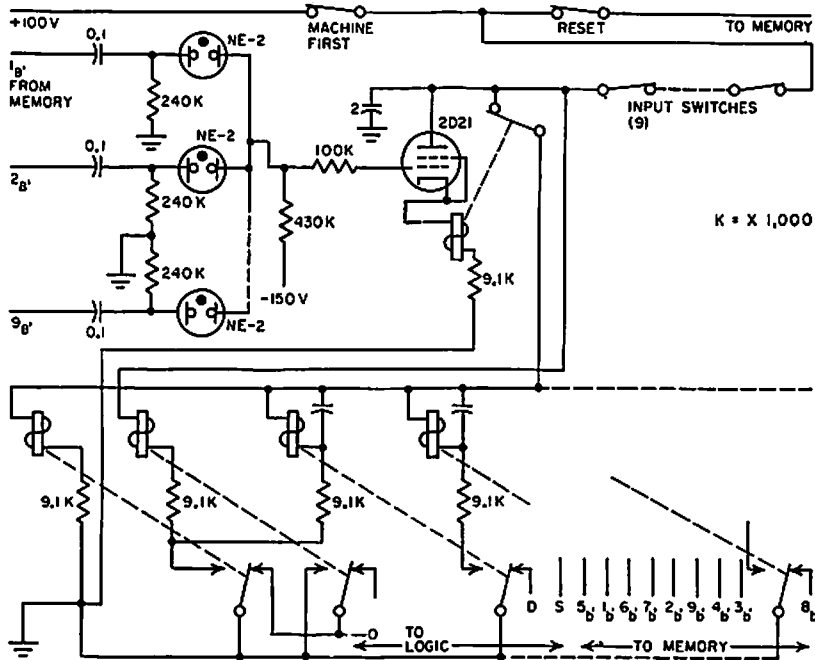 +100V
MACHINE
FIRST
RESET
TO MEMORY
0.1
NE-2
1B'
FROM
MEMORY
240K
2
2D21
INPUT SWITCHES
(9)
0.1
NE-2
100K
2B'
240K
430K
K = X 1,000
240K
-150V
9.1K
9B'
0.1
NE-2
9.1K
9.1K
9.1K
9.1K
D S 5b' 1b' 6b' 7b' 2b' 9b' 4b' 3b' 8b'
O
TO
LOGIC
TO MEMORY